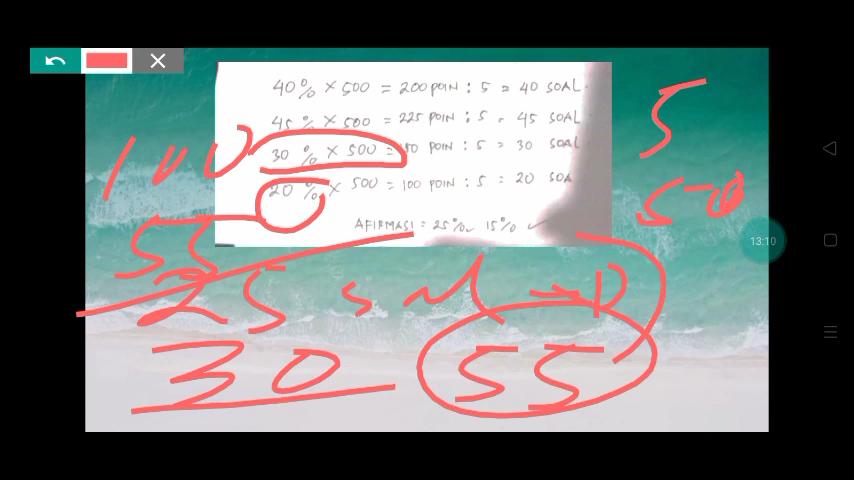 40% × 500 = 200 POIN : 5 = 40 SOAL
45% × 500 = 225 POIN : 5 = 45 SOAL
30% × 500 = 150 POIN : 5 = 30 SOAL
20% × 500 = 100 POIN : 5 = 20 SOA
AFIRMASI = 25% 15% ✓
5
500
100
55
25
30
55
13:10